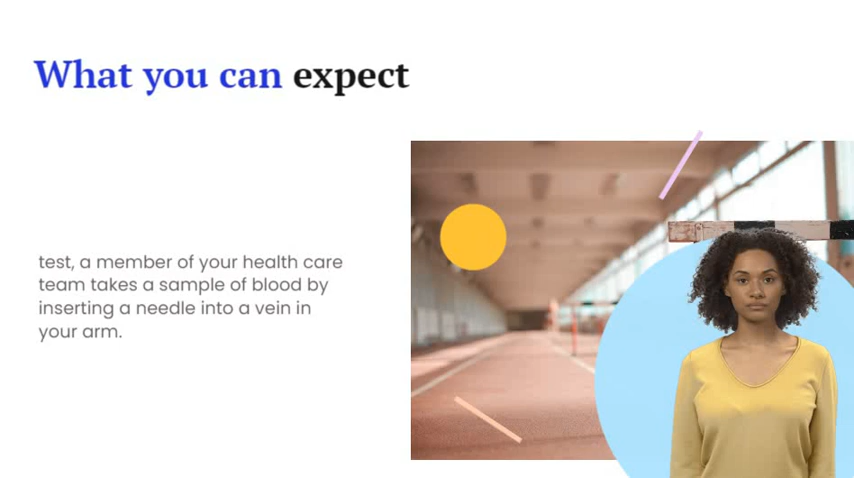 What you can expect
test, a member of your health care
team takes a sample of blood by
inserting a needle into a vein in
your arm.